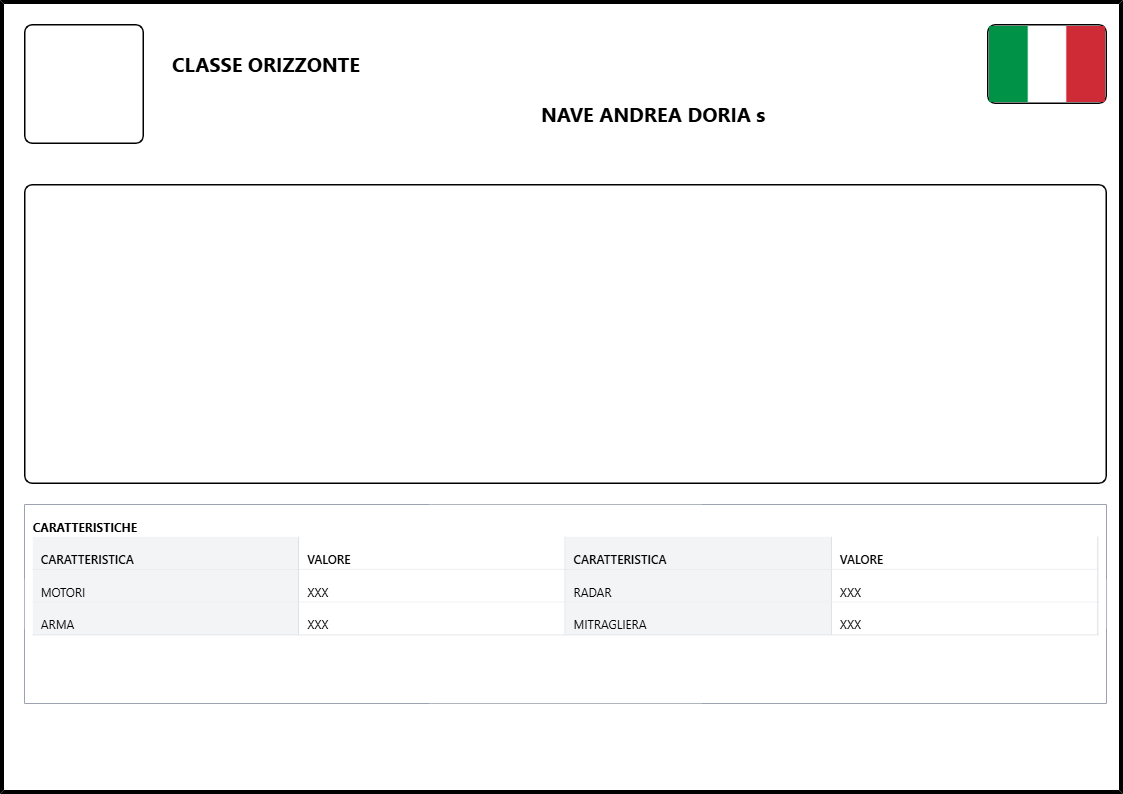 CLASSE ORIZZONTE
NAVE ANDREA DORIA s
CARATTERISTICHE
CARATTERISTICA VALORE CARATTERISTICA VALORE
MOTORI XXX RADAR XXX
ARMA XXX MITRAGLIERA XXX